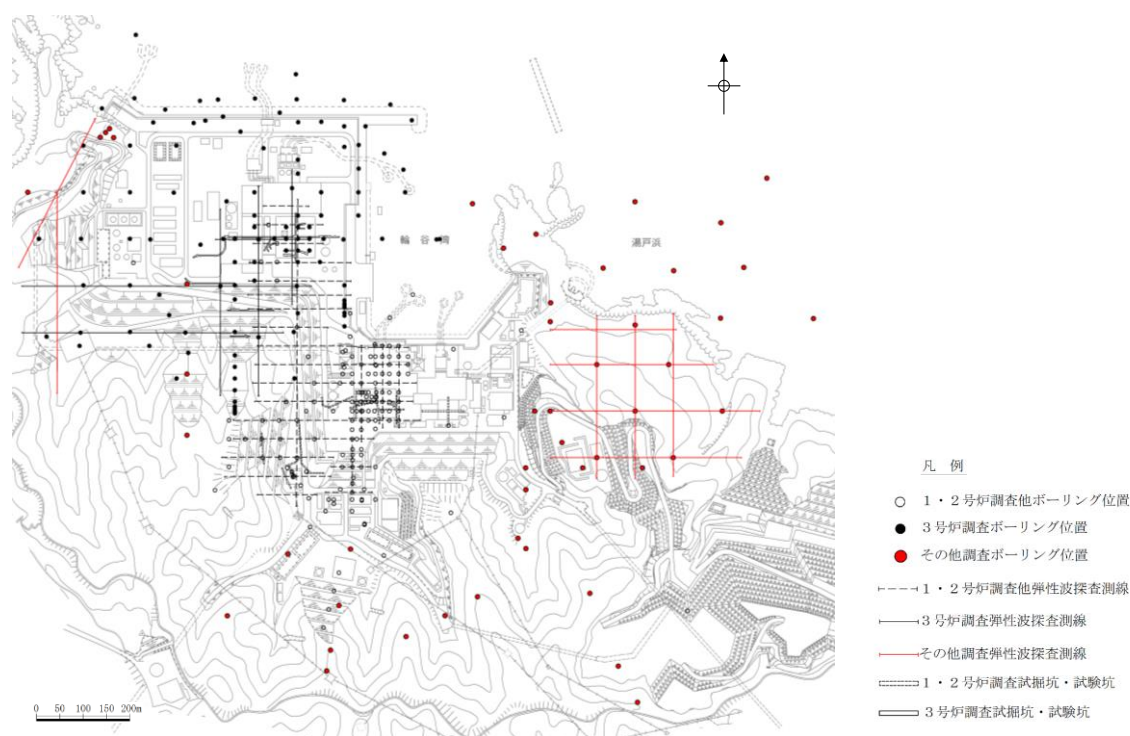 輪谷湾
瀬戸浜
凡　例
１・２号炉調査他ボーリング位置
３号炉調査ボーリング位置
その他調査ボーリング位置
１・２号炉調査他弾性波探査測線
３号炉調査弾性波探査測線
その他調査弾性波探査測線
１・２号炉調査試掘坑・試験坑
３号炉調査試掘坑・試験坑
0 50 100 150 200m